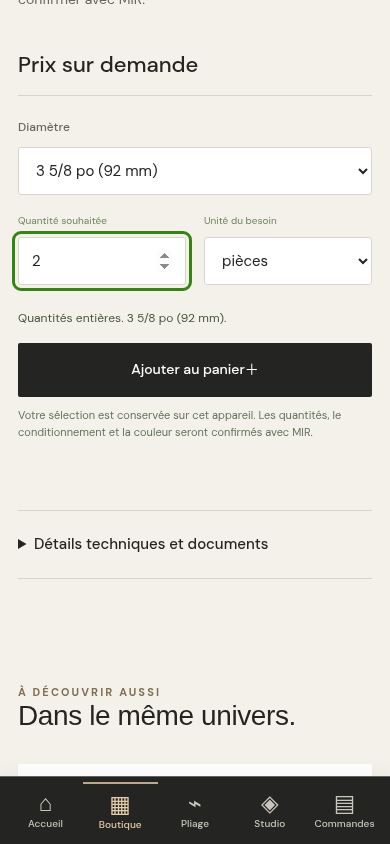 confirmer avec MIR.
Prix sur demande
Diamètre
3 5/8 po (92 mm)
Quantité souhaitée
Unité du besoin
2
pièces
Quantités entières. 3 5/8 po (92 mm).
Ajouter au panier+
Votre sélection est conservée sur cet appareil. Les quantités, le
conditionnement et la couleur seront confirmés avec MIR.
Détails techniques et documents
À DÉCOUVRIR AUSSI
Dans le même univers.
Accueil
Boutique
Pliage
Studio
Commandes